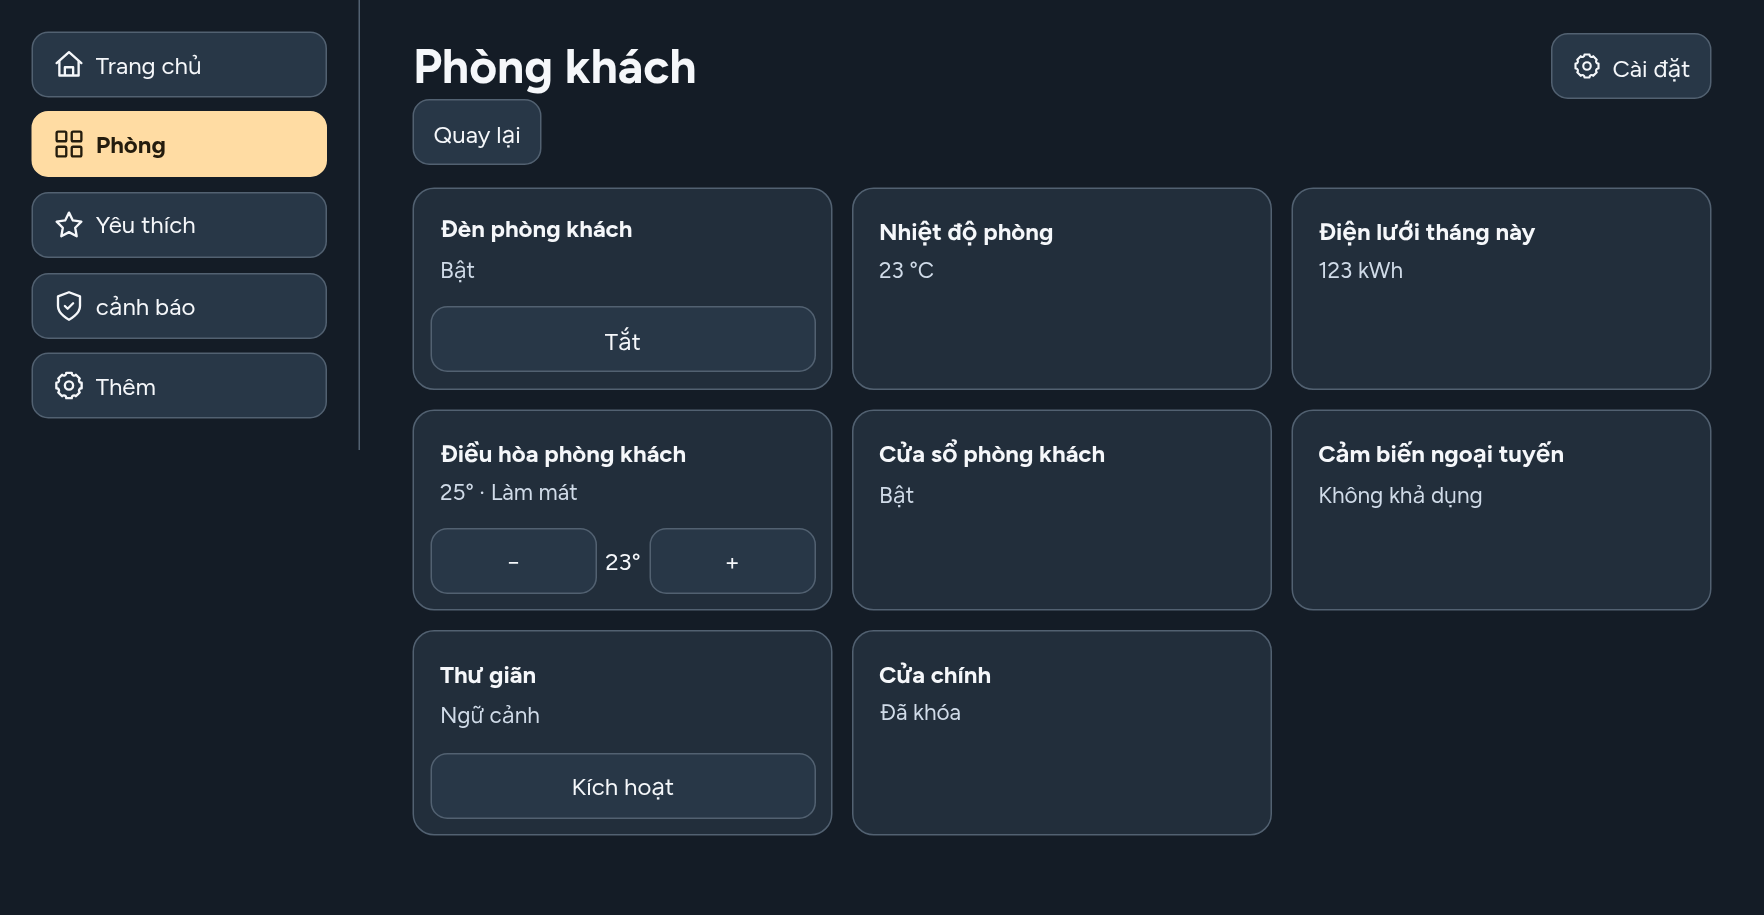 Trang chủ
Phòng
Yêu thích
cảnh báo
Thêm
Phòng khách
Cài đặt
Quay lại
Đèn phòng khách
Bật
Tắt
Nhiệt độ phòng
23 °C
Điện lưới tháng này
123 kWh
Điều hòa phòng khách
25° · Làm mát
− 23° +
Cửa sổ phòng khách
Bật
Cảm biến ngoại tuyến
Không khả dụng
Thư giãn
Ngữ cảnh
Kích hoạt
Cửa chính
Đã khóa